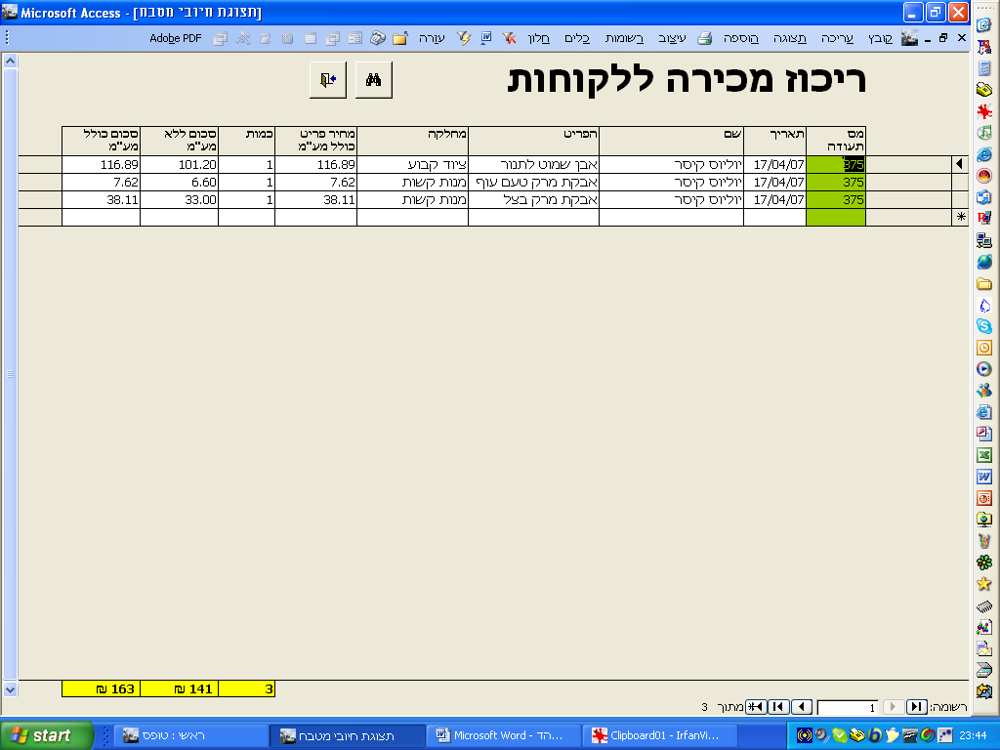 Microsoft Access - [תצוגת חיובי מטבח]
קובץ עריכה תצוגה הוספה עיצוב רשומות כלים חלון עזרה Adobe PDF
ריכוז מכירה ללקוחות
מס תעודה תאריך שם הפריט מחלקה מחיר פריט כולל מע"מ כמות סכום ללא מע"מ סכום כולל מע"מ
375 17/04/07 יוליוס קיסר אבן שמוט לתנור ציוד קבוע 116.89 1 101.20 116.89
375 17/04/07 יוליוס קיסר אבקת מרק טעם עוף מנות קשות 7.62 1 6.60 7.62
375 17/04/07 יוליוס קיסר אבקת מרק בצל מנות קשות 38.11 1 33.00 38.11
3 141 ₪ 163 ₪
רשומה: 1 מתוך 3
start ראשי : טופס תצוגת חיובי מטבח Microsoft Word - הד... Clipboard01 - IrfanVi... 23:44